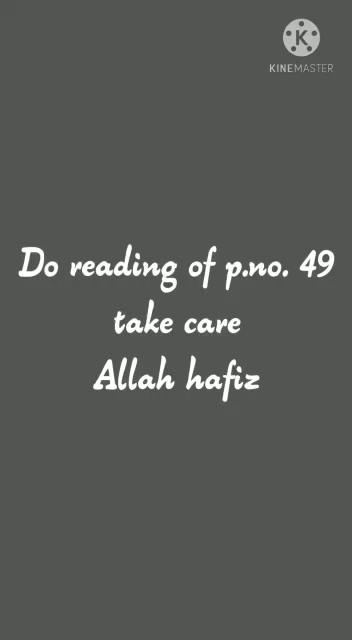 K
KINEMASTER
Do reading of p.no. 49
take care
Allah hafiz